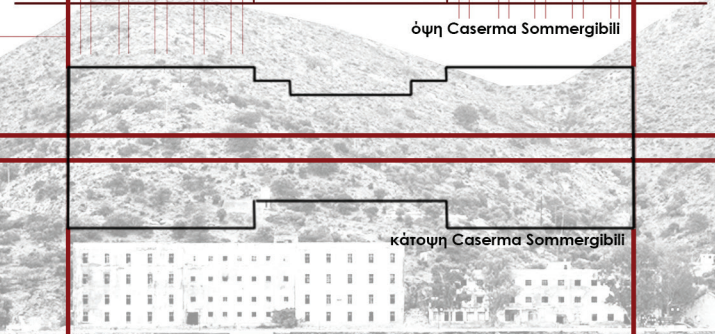 όψη Caserma Sommergibili
κάτοψη Caserma Sommergibili